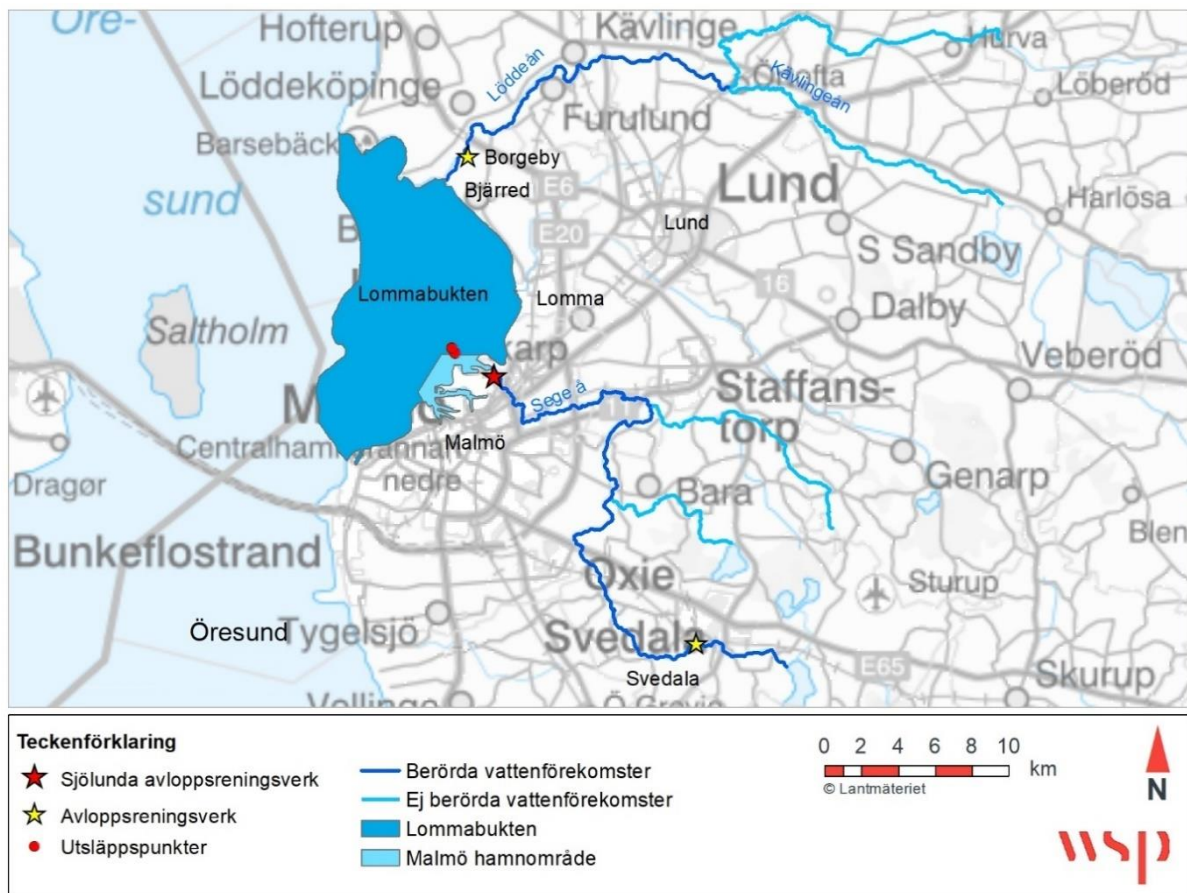 Öre-
sund
Hofterup
Kävlinge
Hurva
Löddeköpinge
Löddeån
Kävlingeån
Löberöd
Furulund
Barsebäck
Borgeby
Bjärred
E6
Lund
Harlösa
Lund
E20
S Sandby
16
Lommabukten
Lomma
Dalby
Saltholm
Veberöd
Sege å
Staffans-
torp
Malmö
Dragør
nedre
Bara
Genarp
Bunkeflostrand
Oxie
Sturup
Öresund
Tygelsjö
Svedala
Svedala
E65
Skurup
Vellinge
Teckenförklaring
Sjölunda avloppsreningsverk
Avloppsreningsverk
Utsläppspunkter
Berörda vattenförekomster
Ej berörda vattenförekomster
Lommabukten
Malmö hamnområde
0 2 4 6 8 10
km
© Lantmäteriet
N
wsp